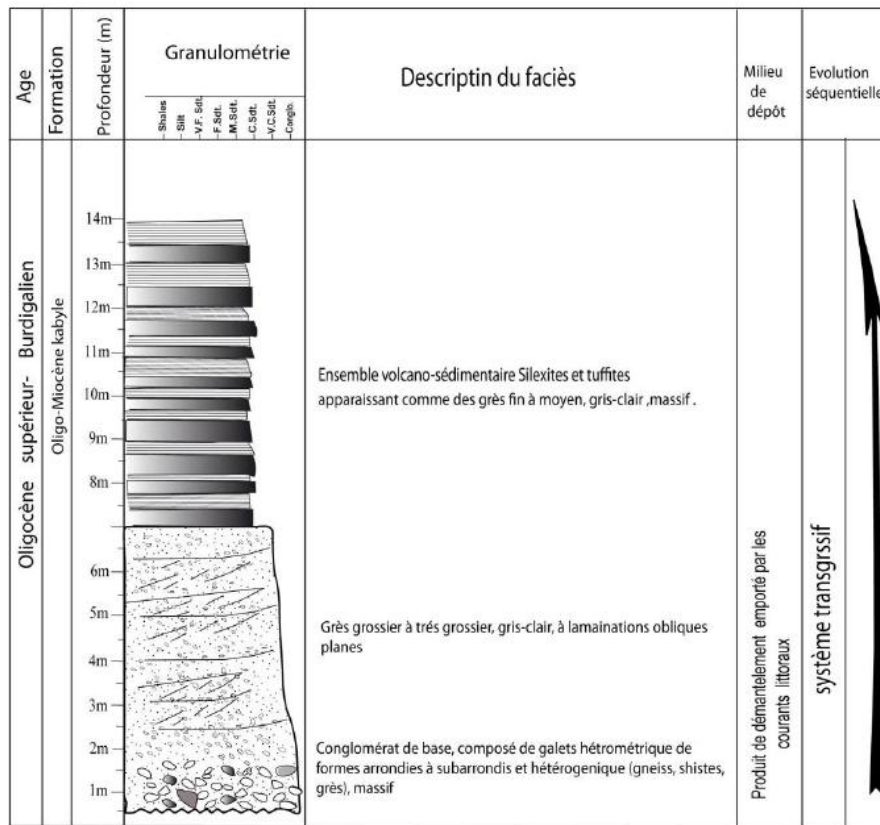 Age
Formation
Profondeur (m)
Granulométrie
Shales
Silt
V.F. Sdt.
F.Sdt.
M.Sdt.
C.Sdt.
V.C.Sdt.
Conglo.
Descriptin du faciès
Milieu
de
dépôt
Evolution
séquentielle
Oligocène supérieur- Burdigalien
Oligo-Miocène kabyle
14m
13m
12m
11m
10m
9m
8m
6m
5m
4m
3m
2m
1m
Ensemble volcano-sédimentaire Silexites et tuffites
apparaissant comme des grès fin à moyen, gris-clair ,massif .
Grès grossier à trés grossier, gris-clair, à lamainations obliques
planes
Conglomérat de base, composé de galets hétrométrique de
formes arrondies à subarrondis et hétérogenique (gneiss, shistes,
grès), massif
Produit de démantelement emporté par les
courants littoraux
système transgrssif